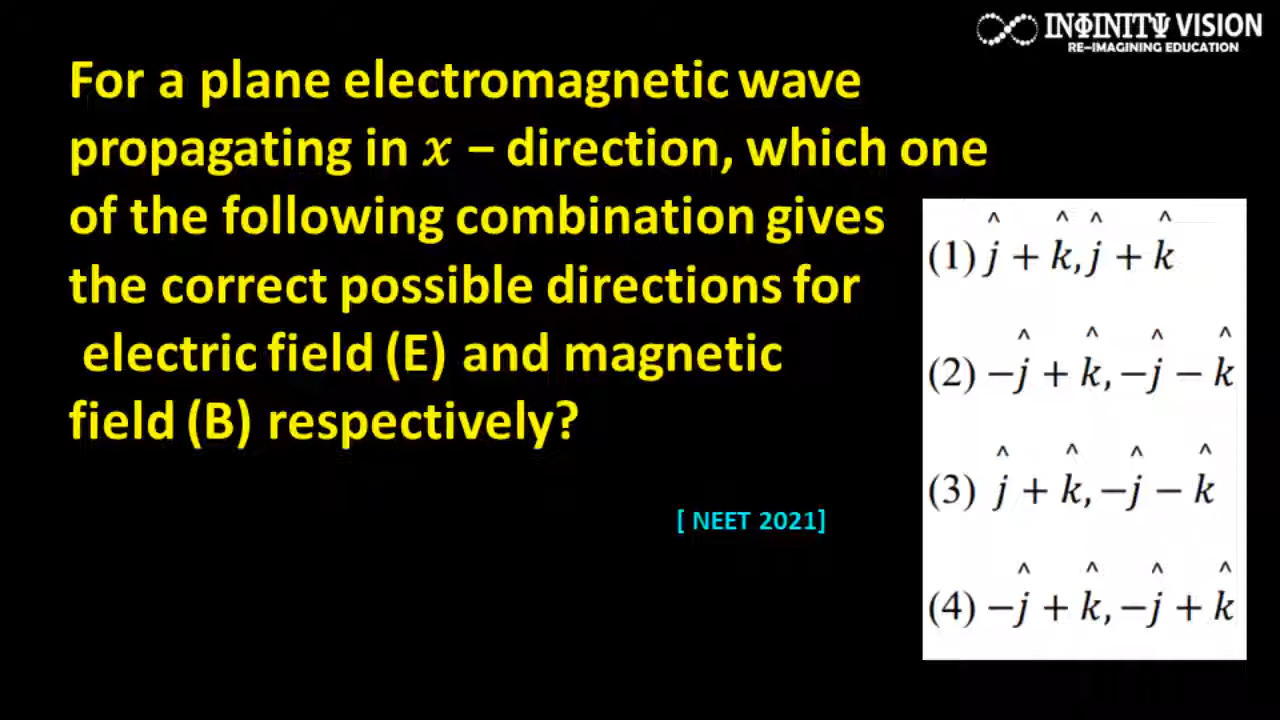 INΦINITΨ VISION
RE-IMAGINING EDUCATION
For a plane electromagnetic wave
propagating in x − direction, which one
of the following combination gives
the correct possible directions for
electric field (E) and magnetic
field (B) respectively?
[ NEET 2021]
(1) ĵ + k̂, ĵ + k̂
(2) −ĵ + k̂, −ĵ − k̂
(3) ĵ + k̂, −ĵ − k̂
(4) −ĵ + k̂, −ĵ + k̂